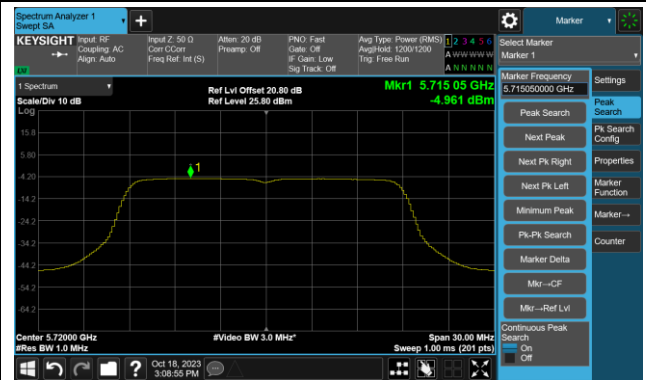 Spectrum Analyzer 1
Swept SA
+
Marker
KEYSIGHT
Input: RF
Coupling: AC
Align: Auto
Input Z: 50 Ω
Corr CCorr
Freq Ref: Int (S)
Atten: 20 dB
Preamp: Off
PNO: Fast
Gate: Off
IF Gain: Low
Sig Track: Off
Avg Type: Power (RMS)
Avg|Hold: 1200/1200
Trig: Free Run
1 2 3 4 5 6
A W W W W W
A N N N N N
Select Marker
Marker 1
1 Spectrum
Scale/Div 10 dB
Log
Ref Lvl Offset 20.80 dB
Ref Level 25.80 dBm
Mkr1 5.715 05 GHz
-4.961 dBm
15.8
5.80
-4.20
-14.2
-24.2
-34.2
-44.2
-54.2
-64.2
1
Center 5.72000 GHz
#Res BW 1.0 MHz
#Video BW 3.0 MHz*
Span 30.00 MHz
Sweep 1.00 ms (201 pts)
Marker Frequency
5.715050000 GHz
Peak Search
Next Peak
Next Pk Right
Next Pk Left
Minimum Peak
Pk-Pk Search
Marker Delta
Mkr→CF
Mkr→Ref Lvl
Continuous Peak
Search
On
Off
Settings
Peak
Search
Pk Search
Config
Properties
Marker
Function
Marker→
Counter
?
Oct 18, 2023
3:08:55 PM